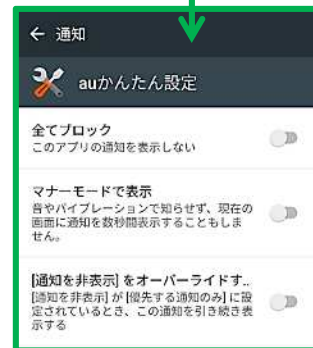 ← 通知
auかんたん設定
全てブロック
このアプリの通知を表示しない
マナーモードで表示
音やバイブレーションで知らせず、現在の
画面に通知を数秒間表示することもしま
せん。
[通知を非表示] をオーバーライドす..
[通知を非表示] が [優先する通知のみ] に設
定されているとき、この通知を引き続き表
示する